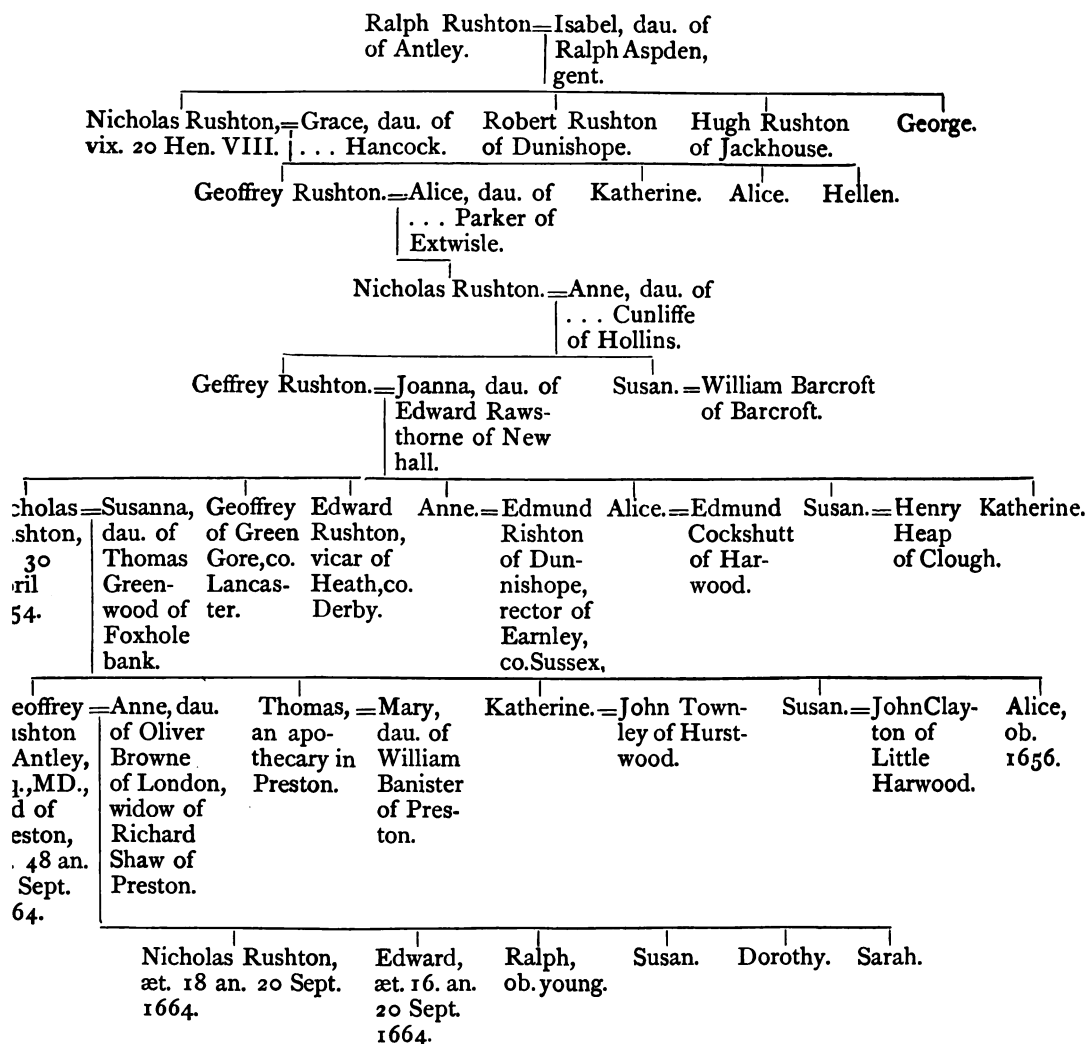 Ralph Rushton=Isabel, dau. of
of Antley. Ralph Aspden,
gent.
Nicholas Rushton,=Grace, dau. of Robert Rushton Hugh Rushton George.
vix. 20 Hen. VIII. . . . Hancock. of Dunishope. of Jackhouse.
Geoffrey Rushton.=Alice, dau. of Katherine. Alice. Hellen.
. . . Parker of
Extwisle.
Nicholas Rushton.=Anne, dau. of
. . . Cunliffe
of Hollins.
Geffrey Rushton.=Joanna, dau. of Susan.=William Barcroft
Edward Raws- of Barcroft.
thorne of New
hall.
cholas=Susanna, Geoffrey Edward Anne.=Edmund Alice.=Edmund Susan.=Henry Katherine.
shton, dau. of of Green Rushton, Rishton Cockshutt Heap
30 Thomas Gore,co. vicar of of Dun- of Har- of Clough.
ril Green- Lancas- Heath,co. nishope, wood.
54. wood of ter. Derby. rector of
Foxhole Earnley,
bank. co.Sussex,
eoffrey=Anne, dau. Thomas,=Mary, Katherine.=John Town- Susan.=John Clay- Alice,
ushton of Oliver an apo- dau. of ley of Hurst- ton of ob.
Antley, Browne thecary in William wood. Little 1656.
q.,MD., of London, Preston. Banister Harwood.
d of widow of of Pres-
eston, Richard ton.
. 48 an. Shaw of
Sept. Preston.
64.
Nicholas Rushton, Edward, Ralph, Susan. Dorothy. Sarah.
æt. 18 an. 20 Sept. æt. 16. an. ob. young.
1664. 20 Sept.
1664.